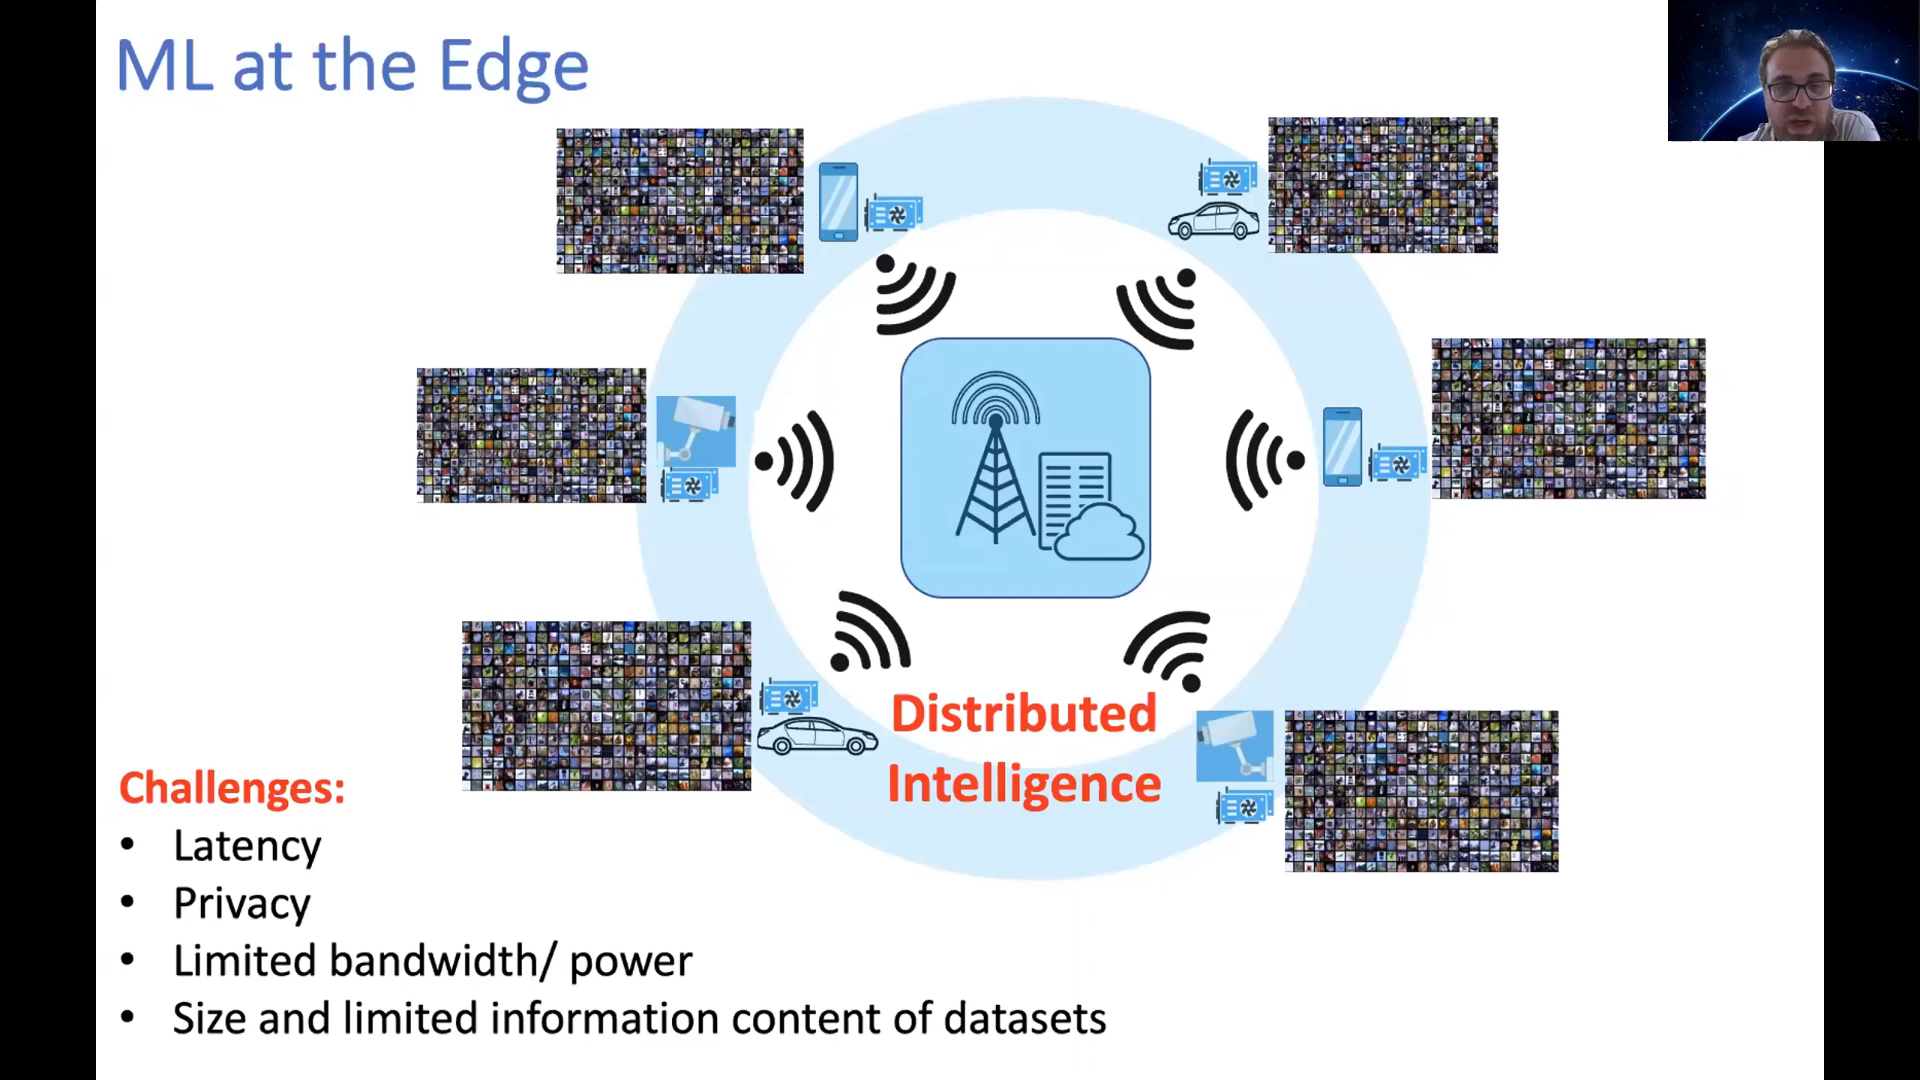 ML at the Edge
Distributed
Intelligence
Challenges:
• Latency
• Privacy
• Limited bandwidth/ power
• Size and limited information content of datasets